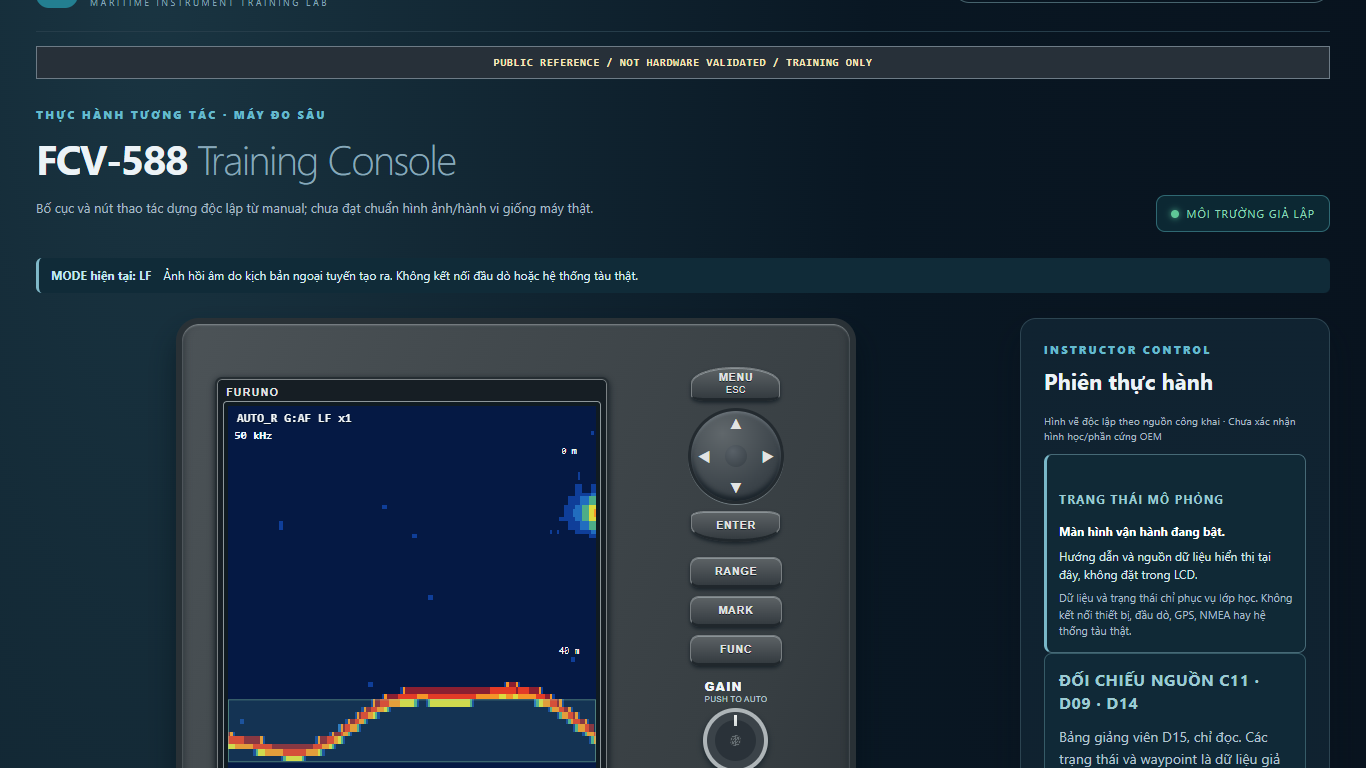 MARITIME INSTRUMENT TRAINING LAB
PUBLIC REFERENCE / NOT HARDWARE VALIDATED / TRAINING ONLY
THỰC HÀNH TƯƠNG TÁC · MÁY ĐO SÂU
FCV-588 Training Console
Bố cục và nút thao tác dựng độc lập từ manual; chưa đạt chuẩn hình ảnh/hành vi giống máy thật.
MÔI TRƯỜNG GIẢ LẬP
MODE hiện tại: LF Ảnh hồi âm do kịch bản ngoại tuyến tạo ra. Không kết nối đầu dò hoặc hệ thống tàu thật.
FURUNO
AUTO_R G:AF LF x1
50 kHz
0 m
40 m
MENU
ESC
ENTER
RANGE
MARK
FUNC
GAIN
PUSH TO AUTO
INSTRUCTOR CONTROL
Phiên thực hành
Hình vẽ độc lập theo nguồn công khai · Chưa xác nhận
hình học/phần cứng OEM
TRẠNG THÁI MÔ PHỎNG
Màn hình vận hành đang bật.
Hướng dẫn và nguồn dữ liệu hiển thị tại
đây, không đặt trong LCD.
Dữ liệu và trạng thái chỉ phục vụ lớp học. Không
kết nối thiết bị, đầu dò, GPS, NMEA hay hệ
thống tàu thật.
ĐỐI CHIẾU NGUỒN C11 ·
D09 · D14
Bảng giảng viên D15, chỉ đọc. Các
trạng thái và waypoint là dữ liệu giả